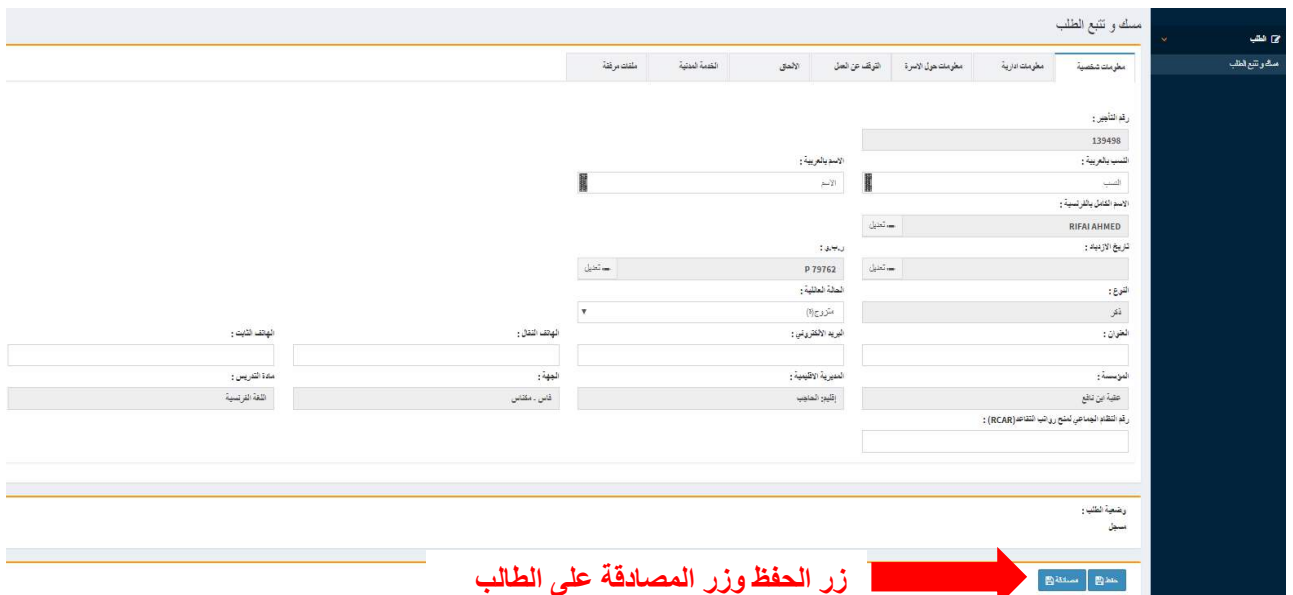 مسك و تتبع الطلب
الطلب
مسك و تتبع الطلب
معلومات شخصية
معلومات ادارية
معلومات حول الاسرة
التوقف عن العمل
الالحاق
الخدمة المدنية
ملفات مرفقة
رقم التأجير :
139498
النسب بالعربية :
الاسم بالعربية :
النسب
الاسم
الاسم الكامل بالفرنسية :
RIFAI AHMED
تعديل
تاريخ الازدياد :
ر.ب.و :
تعديل
P 79762
تعديل
النوع :
الحالة العائلية :
ذكر
متزوج(ة)
العنوان :
البريد الالكتروني :
الهاتف النقال :
الهاتف الثابت :
المؤسسة :
المديرية الاقليمية :
الجهة :
مادة التدريس :
عقبة ابن نافع
إقليم: الحاجب
فاس ـ مكناس
اللغة الفرنسية
رقم النظام الجماعي لمنح رواتب التقاعد(RCAR) :
وضعية الطلب :
مسجل
حفظ
مصادقة
زر الحفظ وزر المصادقة على الطالب